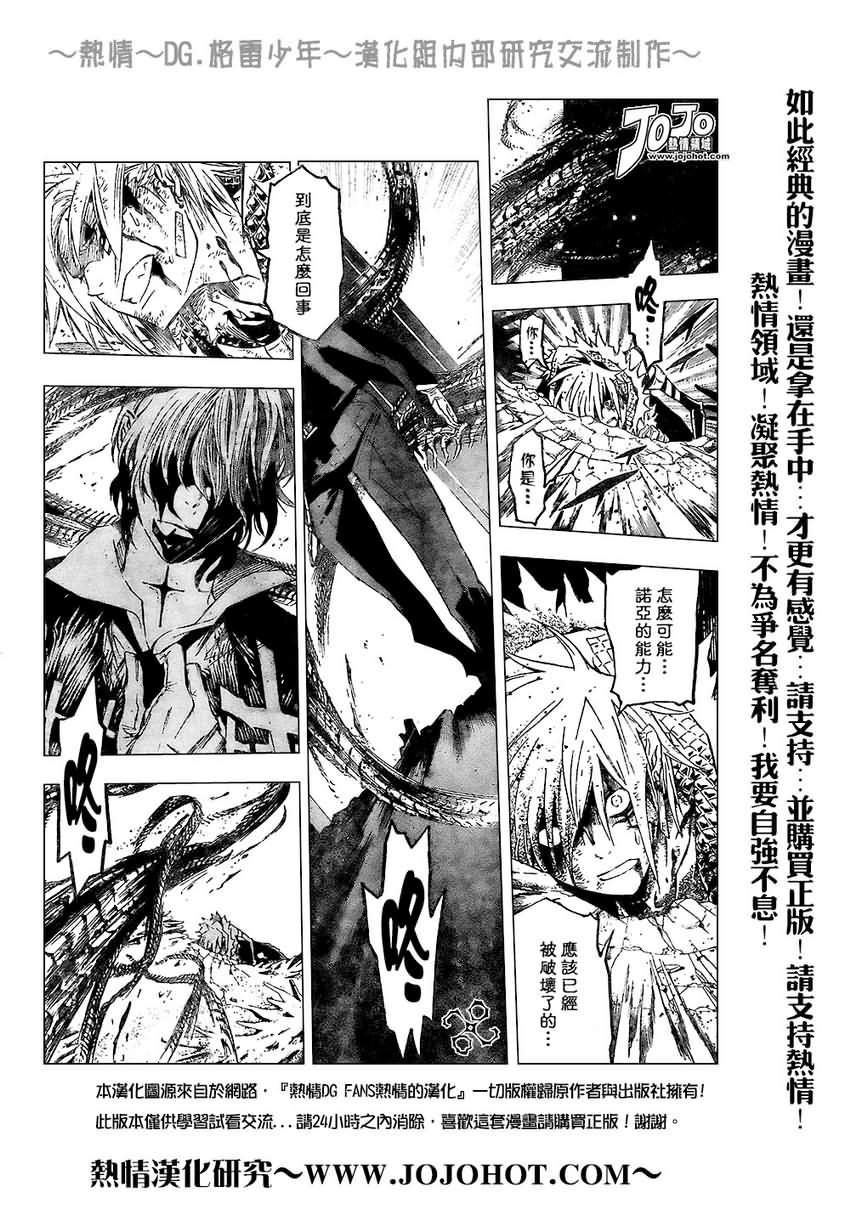 ～熱情～DG.格雷少年～漢化組內部研究交流制作～
如此經典的漫畫！還是拿在手中...才更有感覺...請支持...並購買正版！請支持熱情！
熱情領域！凝聚熱情！不為爭名奪利！我要自強不息！
JOJO
熱情領域
www.jojohot.com
咚·
你…
你是…
怎麼可能…
諾亞的能力…
應該已經
被破壞了的…
到底是怎麼回事
咚·
咚·
本漢化圖源來自於網路，『熱情DG FANS熱情的漢化』一切版權歸原作者與出版社擁有!
此版本僅供學習試看交流...請24小時之內消除，喜歡這套漫畫請購買正版！謝謝。
熱情漢化研究～WWW.JOJOHOT.COM～